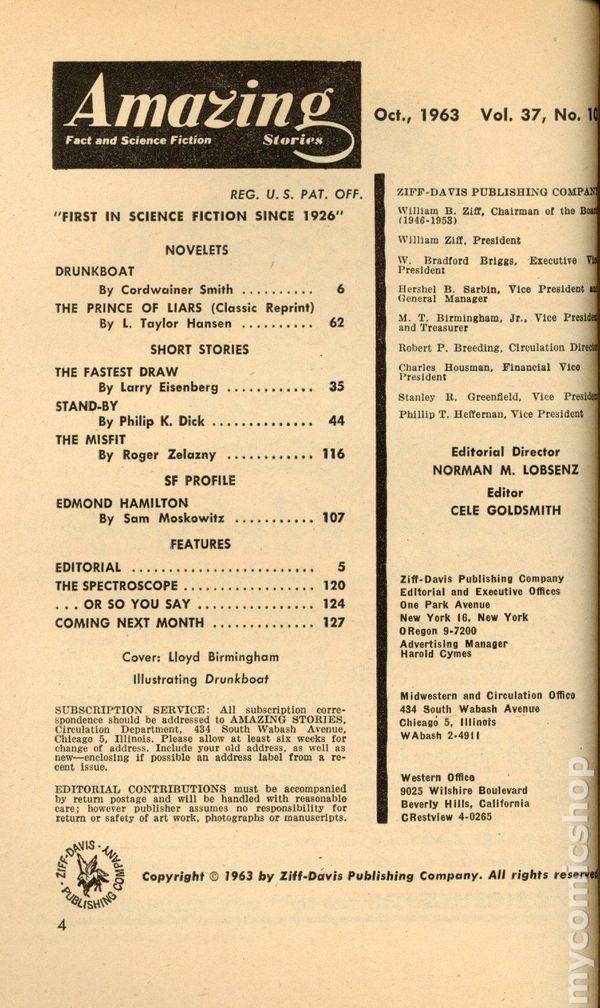 Amazing
Fact and Science Fiction Stories
Oct., 1963 Vol. 37, No. 10
REG. U. S. PAT. OFF.
"FIRST IN SCIENCE FICTION SINCE 1926"
NOVELETS
DRUNKBOAT
By Cordwainer Smith .......... 6
THE PRINCE OF LIARS (Classic Reprint)
By L. Taylor Hansen .......... 62
SHORT STORIES
THE FASTEST DRAW
By Larry Eisenberg ............ 35
STAND-BY
By Philip K. Dick .............. 44
THE MISFIT
By Roger Zelazny ............ 116
SF PROFILE
EDMOND HAMILTON
By Sam Moskowitz ........... 107
FEATURES
EDITORIAL ......................... 5
THE SPECTROSCOPE ................. 120
... OR SO YOU SAY ................ 124
COMING NEXT MONTH .............. 127
Cover: Lloyd Birmingham
Illustrating Drunkboat
SUBSCRIPTION SERVICE: All subscription corre-
spondence should be addressed to AMAZING STORIES,
Circulation Department, 434 South Wabash Avenue,
Chicago 5, Illinois. Please allow at least six weeks for
change of address. Include your old address, as well as
new—enclosing if possible an address label from a re-
cent issue.
EDITORIAL CONTRIBUTIONS must be accompanied
by return postage and will be handled with reasonable
care; however publisher assumes no responsibility for
return or safety of art work, photographs or manuscripts.
ZIFF-DAVIS PUBLISHING COMPAN
William B. Ziff, Chairman of the Boar
(1946-1953)
William Ziff, President
W. Bradford Briggs, Executive Vic
President
Hershel B. Sarbin, Vice President an
General Manager
M. T. Birmingham, Jr., Vice Presiden
and Treasurer
Robert P. Breeding, Circulation Directo
Charles Housman, Financial Vice
President
Stanley R. Greenfield, Vice Presiden
Phillip T. Heffernan, Vice President
Editorial Director
NORMAN M. LOBSENZ
Editor
CELE GOLDSMITH
Ziff-Davis Publishing Company
Editorial and Executive Offices
One Park Avenue
New York 16, New York
ORegon 9-7200
Advertising Manager
Harold Cymes
Midwestern and Circulation Office
434 South Wabash Avenue
Chicago 5, Illinois
WAbash 2-4911
Western Office
9025 Wilshire Boulevard
Beverly Hills, California
CRestview 4-0265
ZIFF-DAVIS PUBLISHING COMPANY
Copyright © 1963 by Ziff-Davis Publishing Company. All rights reserved
4
mycomicshop